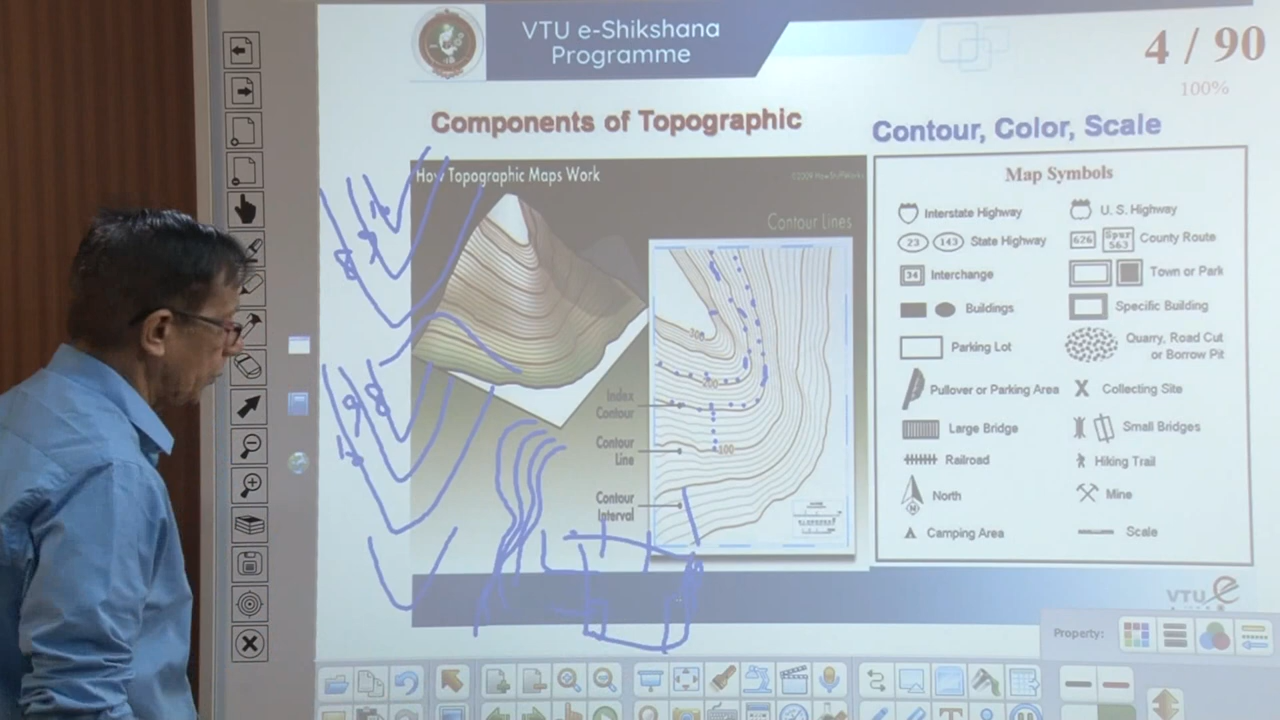 VTU e-Shikshana
Programme
4 / 90
100%
Components of Topographic
Contour, Color, Scale
How Topographic Maps Work
Contour Lines
300
200
100
Index
Contour
Contour
Line
Contour
Interval
Map Symbols
Interstate Highway
U. S. Highway
23 143 State Highway
626 Spur 563 County Route
34 Interchange
Town or Park
Buildings
Specific Building
Parking Lot
Quarry, Road Cut
or Borrow Pit
Pullover or Parking Area
X Collecting Site
Large Bridge
Small Bridges
Railroad
Hiking Trail
North
Mine
Camping Area
Scale
VTU e
Property: